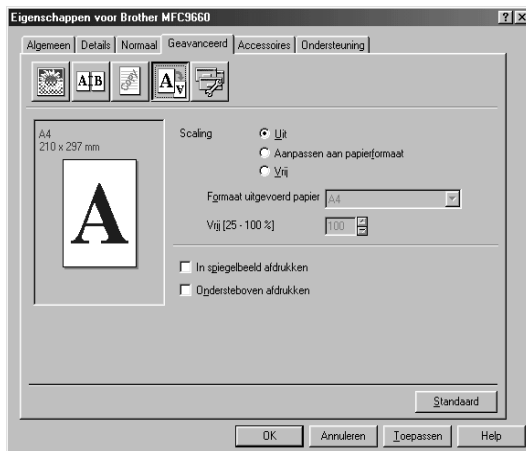 Eigenschappen voor Brother MFC9660
Algemeen Details Normaal Geavanceerd Accessoires Ondersteuning
A B
A A
A4
210 x 297 mm
A
Scaling Uit
Aanpassen aan papierformaat
Vrij
Formaat uitgevoerd papier A4
Vrij [25 - 100 %] 100
In spiegelbeeld afdrukken
Ondersteboven afdrukken
Standaard
OK Annuleren Toepassen Help